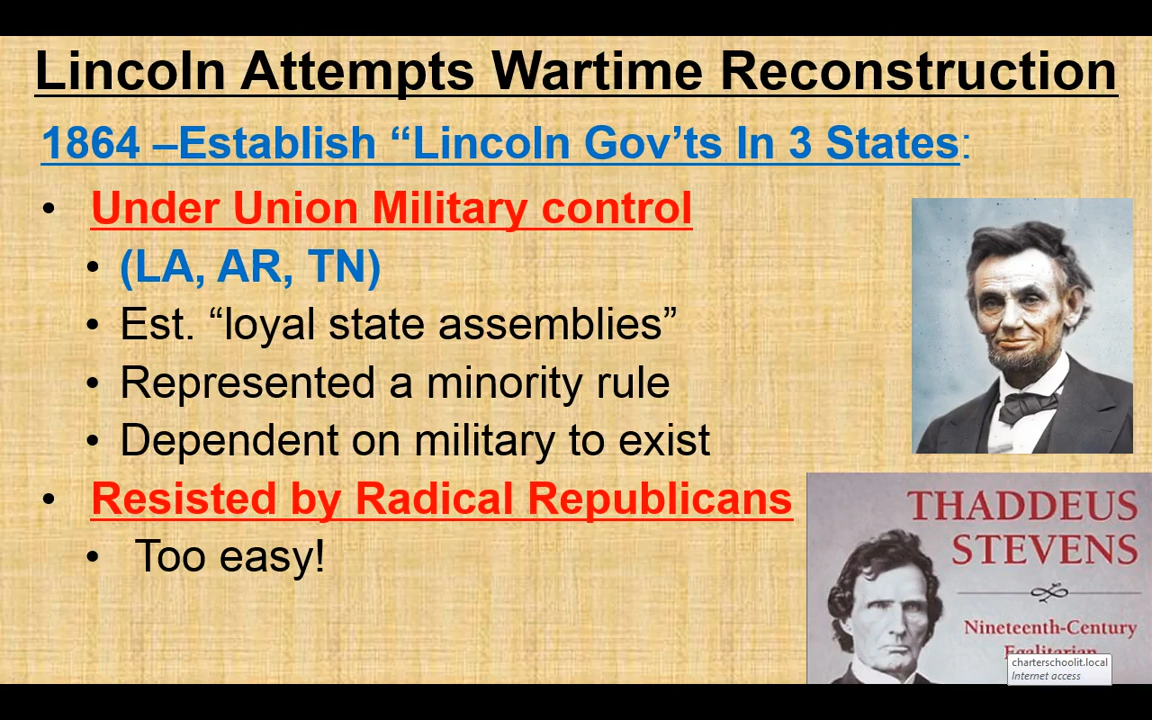 Lincoln Attempts Wartime Reconstruction
1864 –Establish “Lincoln Gov’ts In 3 States:
• Under Union Military control
• (LA, AR, TN)
• Est. “loyal state assemblies”
• Represented a minority rule
• Dependent on military to exist
• Resisted by Radical Republicans
• Too easy!
THADDEUS
STEVENS
Nineteenth-Century
Egalitarian
charterschoolit.local
Internet access